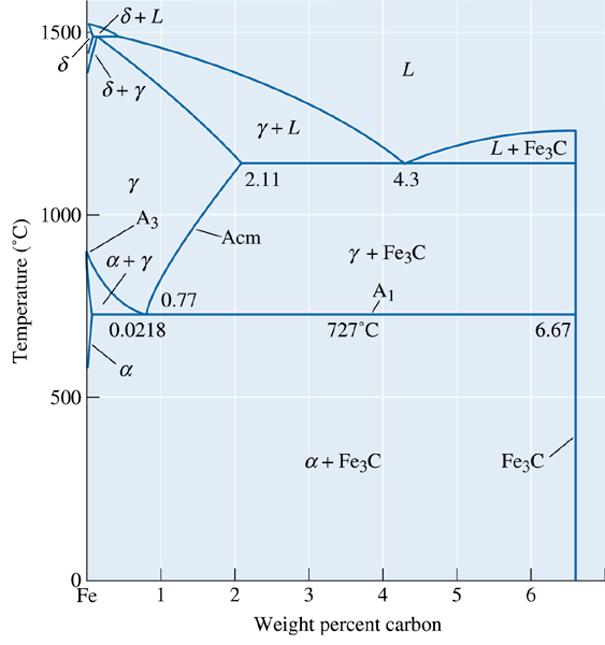 δ + L
1500
δ
L
δ + γ
γ + L
L + Fe₃C
2.11
4.3
γ
1000
A₃
Acm
γ + Fe₃C
α + γ
A₁
0.77
0.0218
727°C
6.67
α
500
α + Fe₃C
Fe₃C
0
Fe
1
2
3
4
5
6
Weight percent carbon
Temperature (°C)